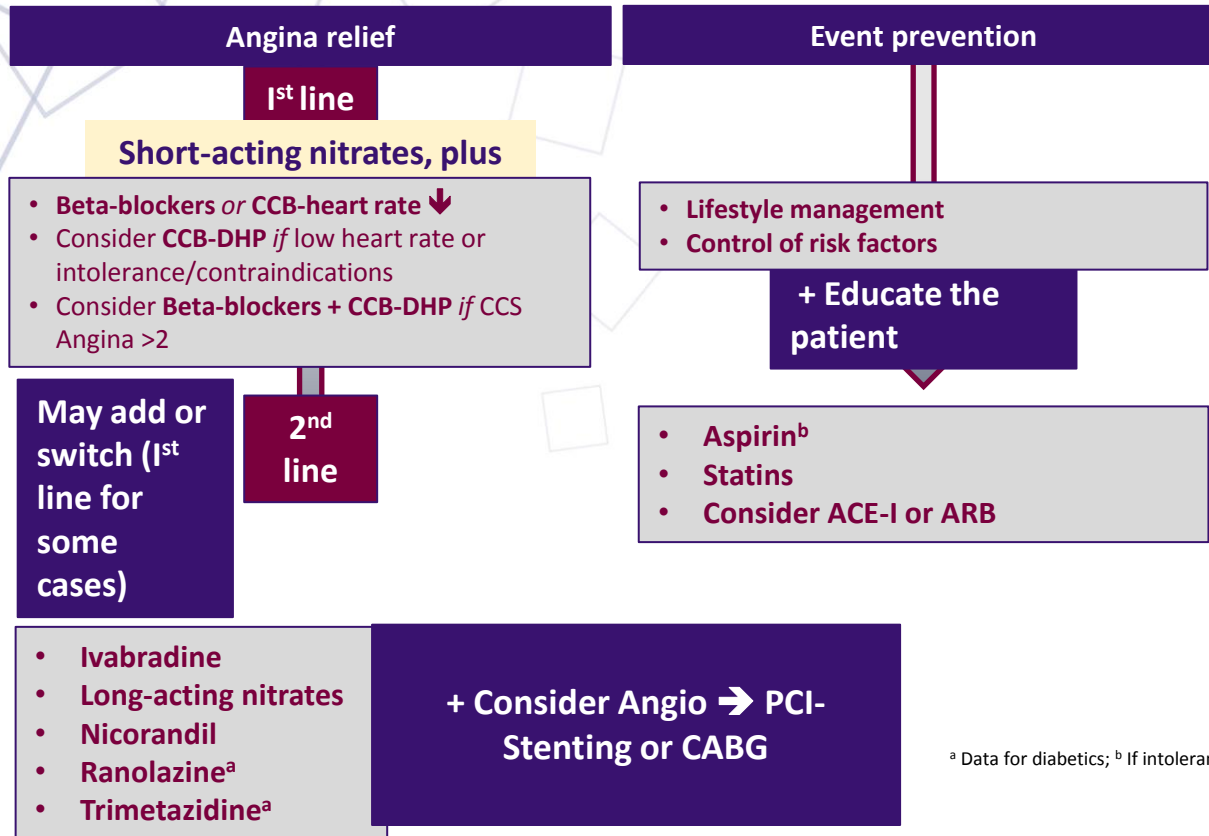 Angina relief
Iˢᵗ line
Short-acting nitrates, plus
• Beta-blockers or CCB-heart rate 🡻
• Consider CCB-DHP if low heart rate or
intolerance/contraindications
• Consider Beta-blockers + CCB-DHP if CCS
Angina >2
May add or
switch (Iˢᵗ
line for
some
cases)
2ⁿᵈ
line
• Ivabradine
• Long-acting nitrates
• Nicorandil
• Ranolazineᵃ
• Trimetazidineᵃ
+ Consider Angio ➔ PCI-
Stenting or CABG
Event prevention
• Lifestyle management
• Control of risk factors
+ Educate the
patient
• Aspirinᵇ
• Statins
• Consider ACE-I or ARB
ᵃ Data for diabetics; ᵇ If